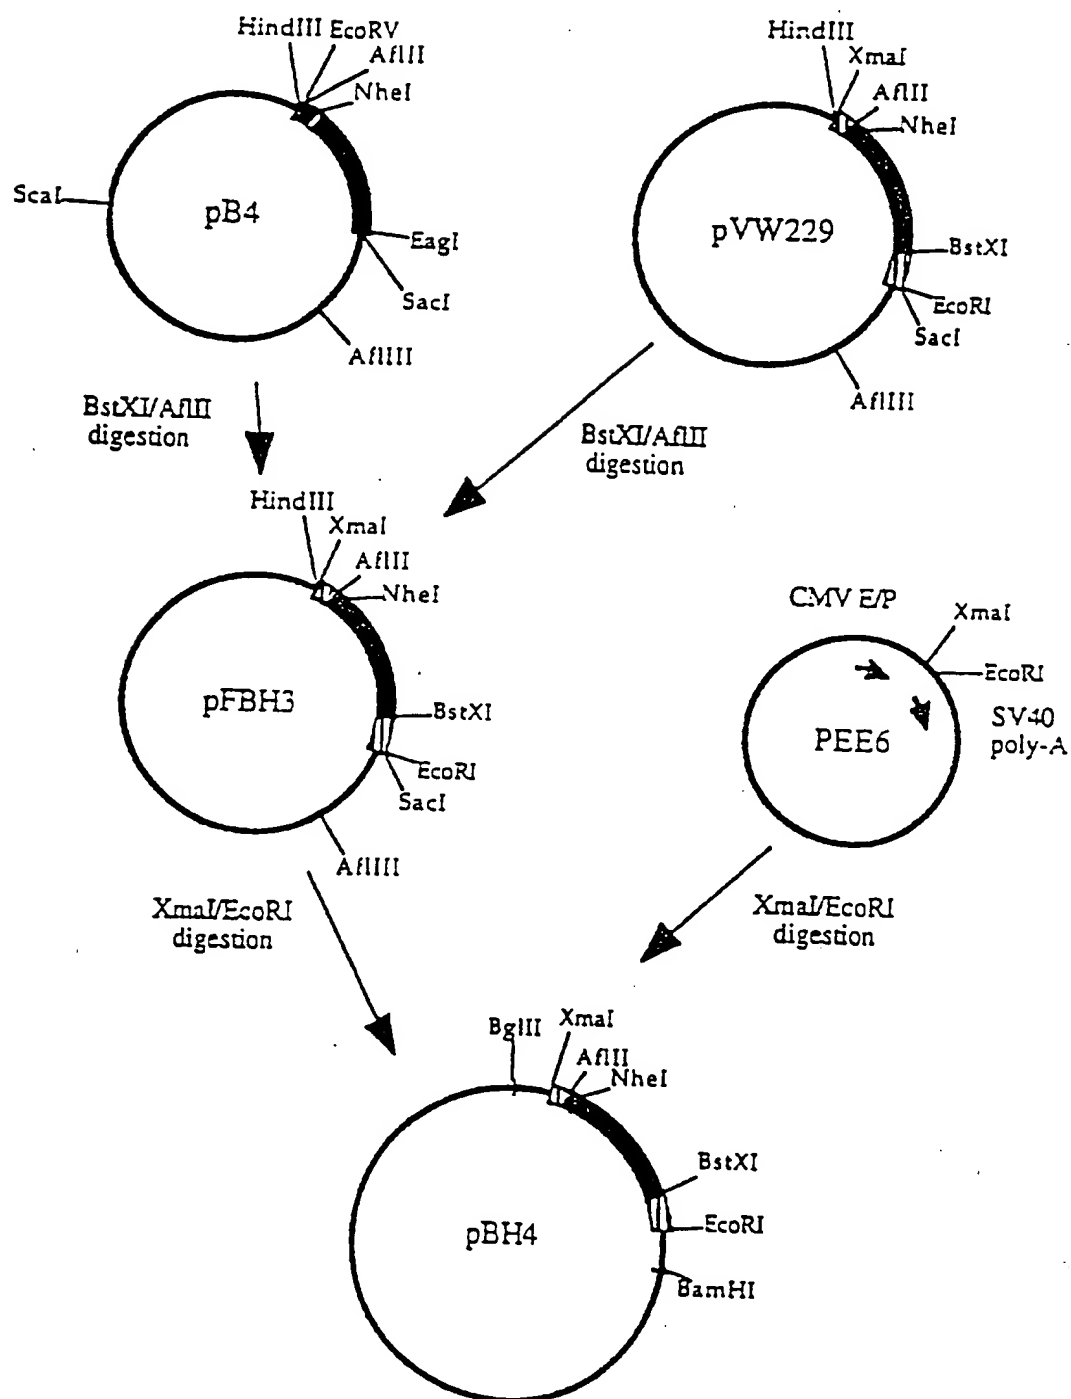 HindIII EcoRV
AflII
NheI
ScaI
pB4
EagI
SacI
AflIII
HindIII
XmaI
AflII
NheI
pVW229
BstXI
EcoRI
SacI
AflIII
BstXI/AflII
digestion
BstXI/AflII
digestion
HindIII
XmaI
AflII
NheI
pFBH3
BstXI
EcoRI
SacI
AflIII
CMV E/P
XmaI
EcoRI
SV40
poly-A
PEE6
XmaI/EcoRI
digestion
XmaI/EcoRI
digestion
BglII
XmaI
AflII
NheI
BstXI
pBH4
EcoRI
BamHI